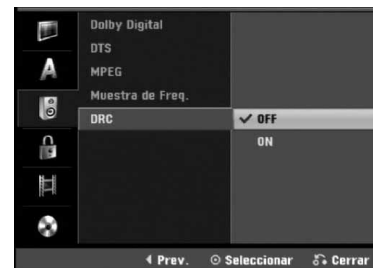 Dolby Digital
DTS
MPEG
Muestra de Freq.
DRC
✓ OFF
ON
A
Prev. Seleccionar Cerrar